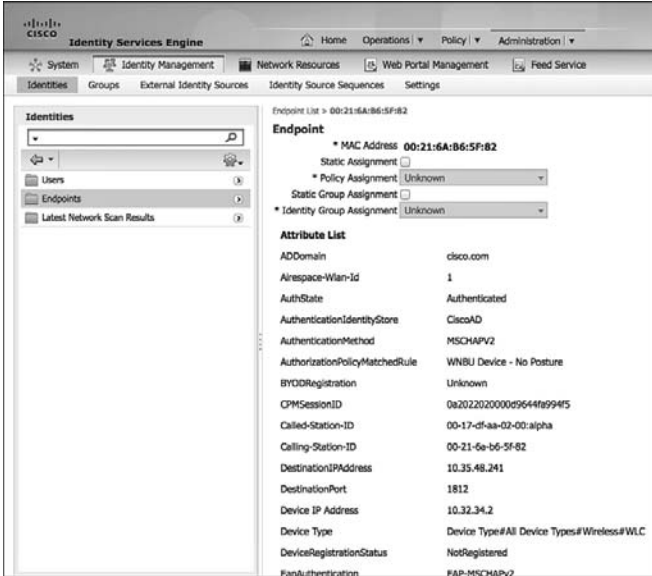 CISCO
Identity Services Engine
Home Operations Policy Administration
System Identity Management Network Resources Web Portal Management Feed Service
Identities Groups External Identity Sources Identity Source Sequences Settings
Identities
Users
Endpoints
Latest Network Scan Results
Endpoint List > 00:21:6A:B6:5F:82
Endpoint
* MAC Address 00:21:6A:B6:5F:82
Static Assignment
* Policy Assignment Unknown
Static Group Assignment
* Identity Group Assignment Unknown
Attribute List
ADDomain cisco.com
Airespace-Wlan-Id 1
AuthState Authenticated
AuthenticationIdentityStore CiscoAD
AuthenticationMethod MSCHAPV2
AuthorizationPolicyMatchedRule WNBU Device - No Posture
BYODRegistration Unknown
CPMSessionID 0a2022020000d9644fa994f5
Called-Station-ID 00-17-df-aa-02-00:alpha
Calling-Station-ID 00-21-6a-b6-5f-82
DestinationIPAddress 10.35.48.241
DestinationPort 1812
Device IP Address 10.32.34.2
Device Type Device Type#All Device Types#Wireless#WLC
DeviceRegistrationStatus NotRegistered
EapAuthentication EAP-MSCHAPv2